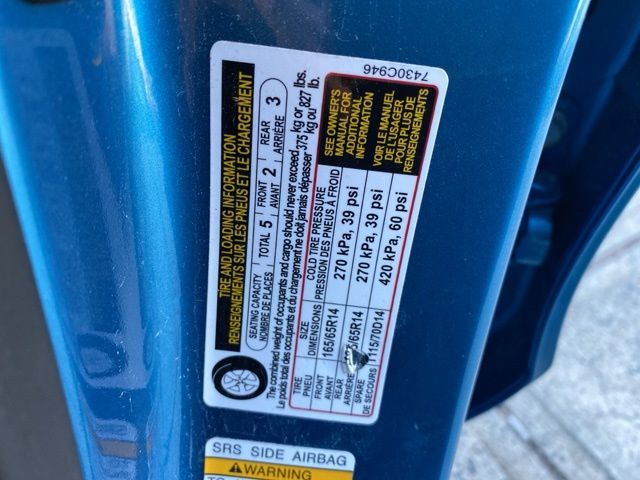 TIRE AND LOADING INFORMATION
RENSEIGNEMENTS SUR LES PNEUS ET LE CHARGEMENT
SEATING CAPACITY TOTAL 5 FRONT 2 REAR 3
NOMBRE DE PLACES AVANT ARRIÈRE
The combined weight of occupants and cargo should never exceed 375 kg or 827 lbs.
Le poids total des occupants et du chargement ne doit jamais dépasser kg ou lb.
TIRE SIZE COLD TIRE PRESSURE
PNEU DIMENSIONS PRESSION DES PNEUS À FROID
FRONT 165/65R14 270 kPa, 39 psi
AVANT
REAR /65R14 270 kPa, 39 psi
ARRIÈRE
SPARE T115/70D14 420 kPa, 60 psi
DE SECOURS
SEE OWNER'S
MANUAL FOR
ADDITIONAL
INFORMATION
VOIR LE MANUEL
DE L'USAGER
POUR PLUS DE
RENSEIGNEMENTS
7430C946
SRS SIDE AIRBAG
WARNING